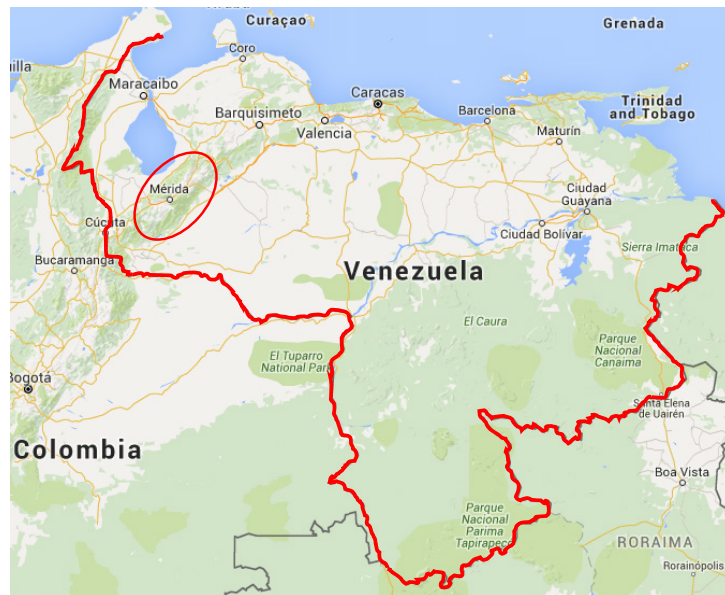 Curaçao
Grenada
Coro
uilla
Maracaibo
Caracas
Barquisimeto
Valencia
Barcelona
Trinidad
and Tobago
Maturín
Mérida
Ciudad
Guayana
Cúcuta
Ciudad Bolívar
Sierra Imataca
Bucaramanga
Venezuela
El Caura
El Tuparro
National Park
Parque
Nacional
Canaima
Bogotá
Santa Elena
de Uairén
Colombia
Boa Vista
Parque
Nacional
Parima
Tapirapecó
RORAIMA
Rorainópolis